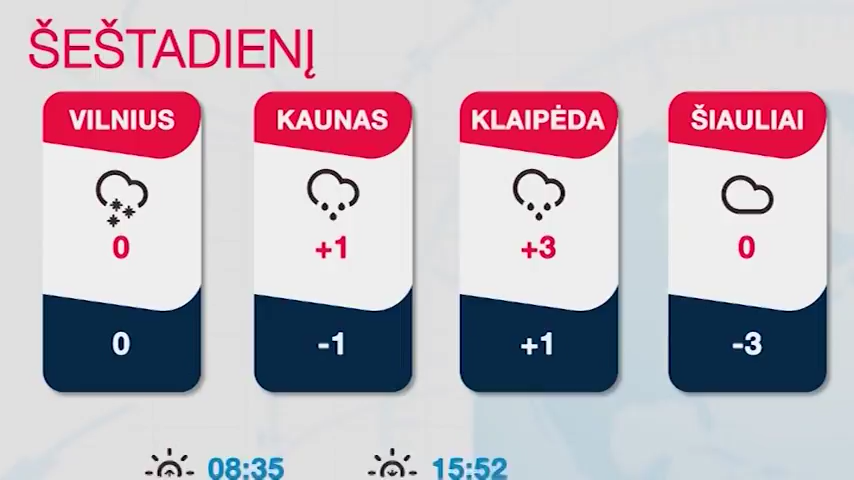 ŠEŠTADIENĮ
VILNIUS KAUNAS KLAIPĖDA ŠIAULIAI
0 +1 +3 0
0 -1 +1 -3
08:35 15:52